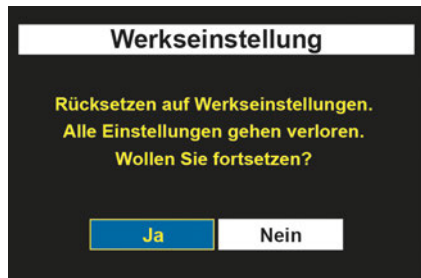 Werkseinstellung
Rücksetzen auf Werkseinstellungen.
Alle Einstellungen gehen verloren.
Wollen Sie fortsetzen?
Ja Nein